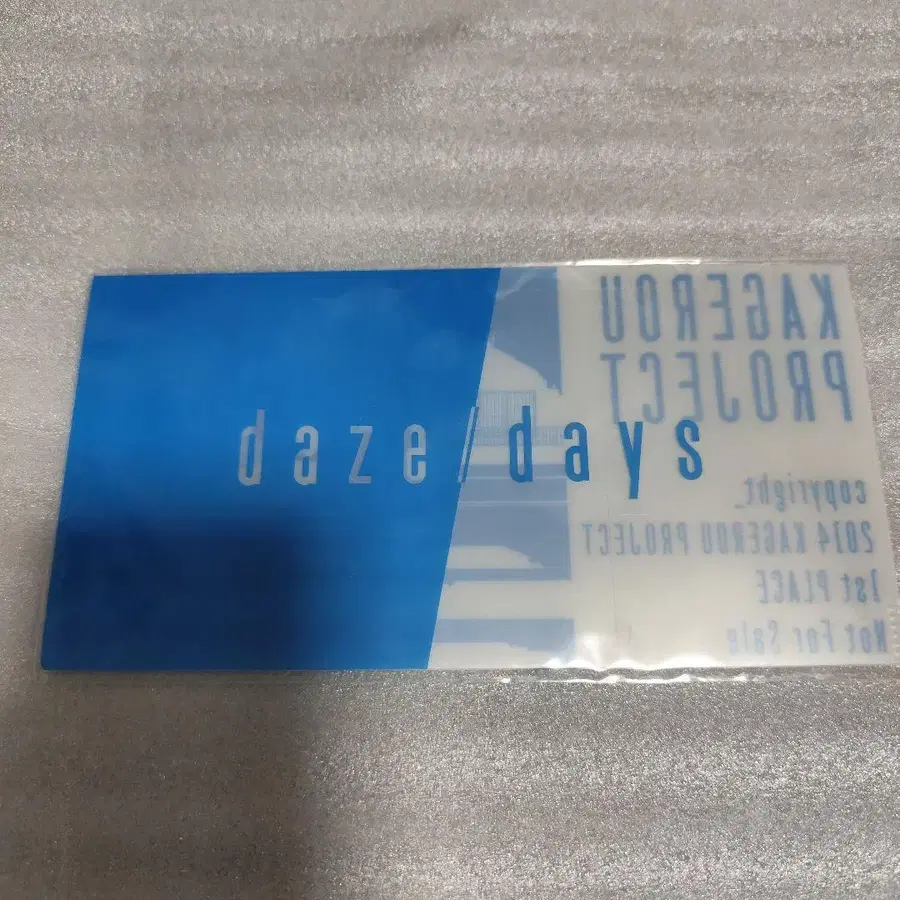 KAGEROU
PROJECT
daze/days
copyright_
2014 KAGEROU PROJECT
1st PLACE
Not For Sale